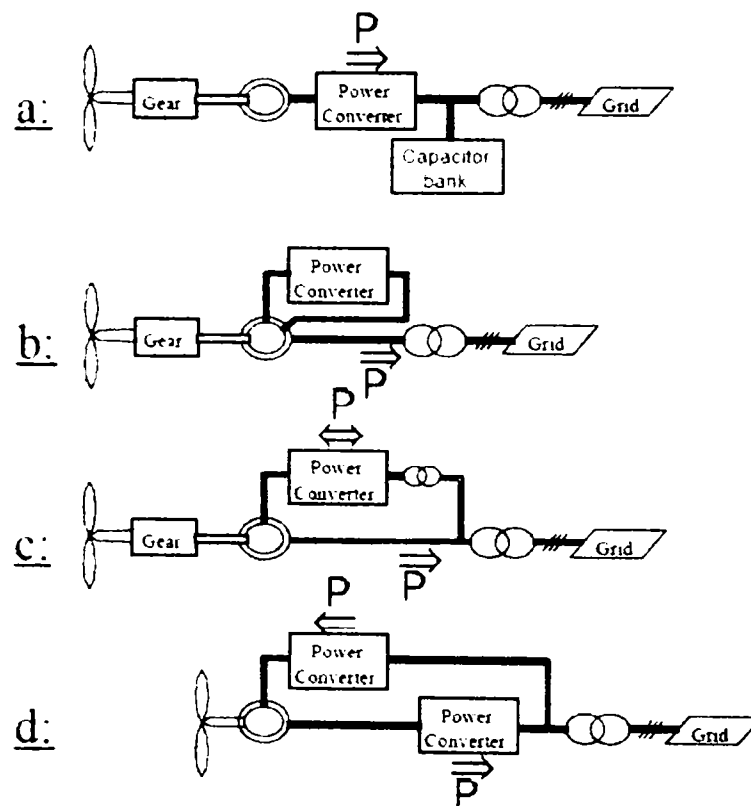 P
a:
Gear
Power
Converter
Grid
Capacitor
bank
b:
Power
Converter
Gear
Grid
P
P
c:
Power
Converter
Gear
Grid
P
P
d:
Power
Converter
Power
Converter
Grid
P